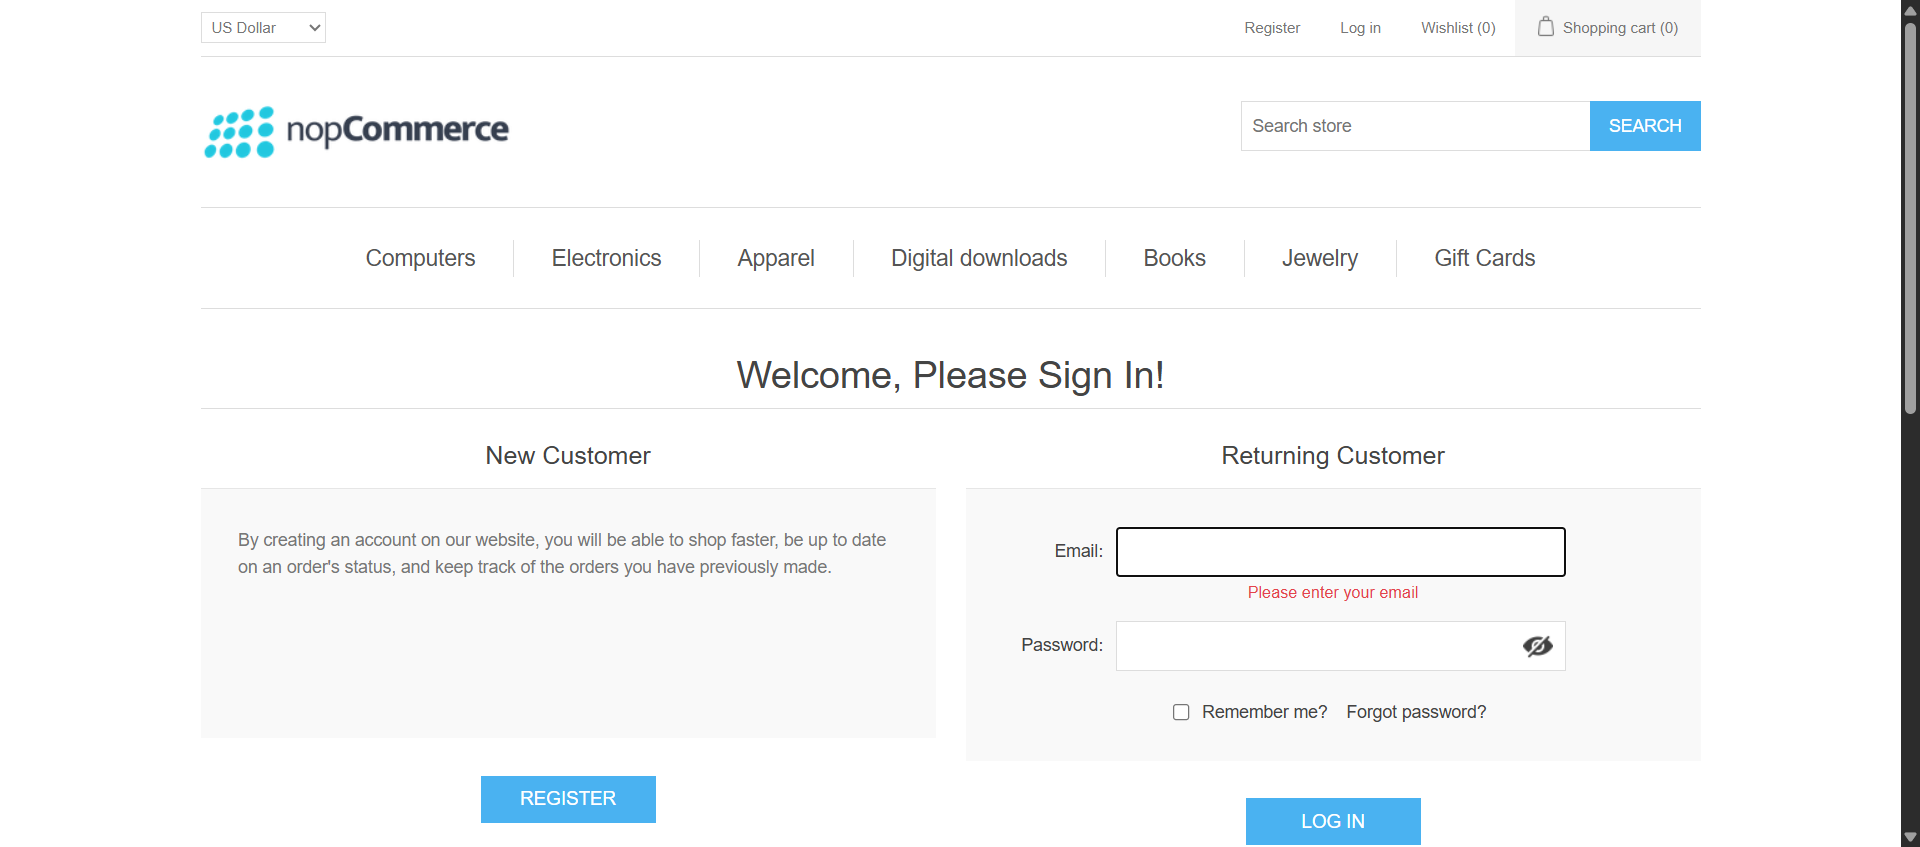 US Dollar
Register
Log in
Wishlist (0)
Shopping cart (0)
nopCommerce
Search store
SEARCH
Computers
Electronics
Apparel
Digital downloads
Books
Jewelry
Gift Cards
Welcome, Please Sign In!
New Customer
By creating an account on our website, you will be able to shop faster, be up to date
on an order's status, and keep track of the orders you have previously made.
REGISTER
Returning Customer
Email:
Please enter your email
Password:
Remember me?
Forgot password?
LOG IN